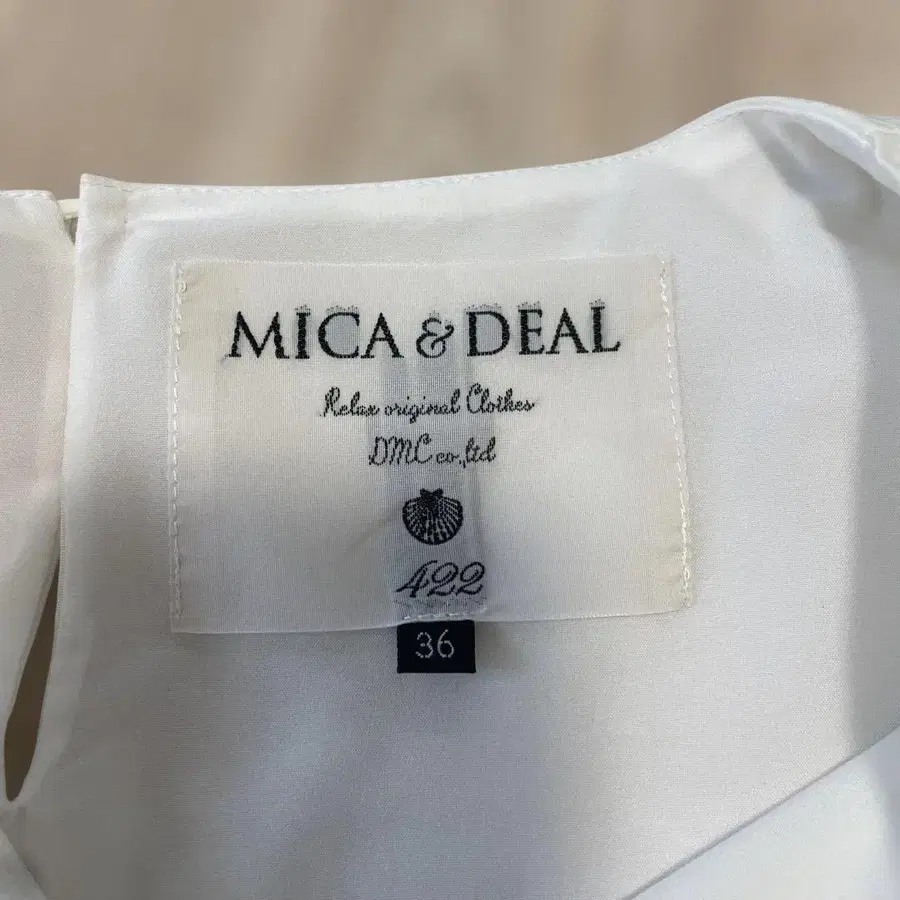 MICA & DEAL
Relax original Clothes
DMC co.,ltd
422
36